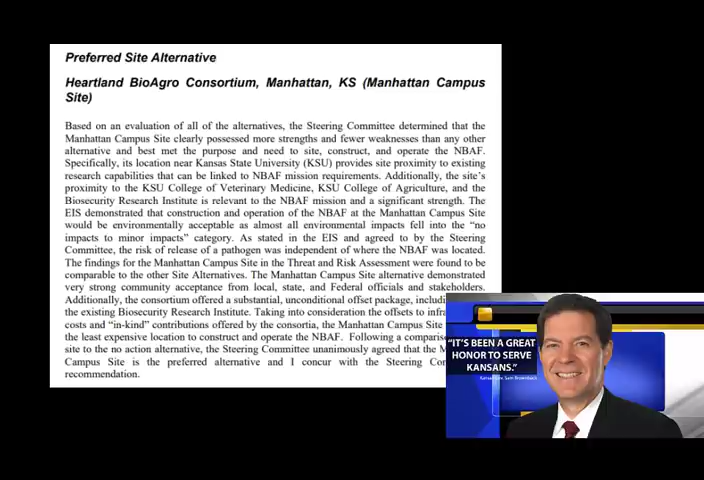 Preferred Site Alternative
Heartland BioAgro Consortium, Manhattan, KS (Manhattan Campus
Site)
Based on an evaluation of all of the alternatives, the Steering Committee determined that the
Manhattan Campus Site clearly possessed more strengths and fewer weaknesses than any other
alternative and best met the purpose and need to site, construct, and operate the NBAF.
Specifically, its location near Kansas State University (KSU) provides site proximity to existing
research capabilities that can be linked to NBAF mission requirements. Additionally, the site's
proximity to the KSU College of Veterinary Medicine, KSU College of Agriculture, and the
Biosecurity Research Institute is relevant to the NBAF mission and a significant strength. The
EIS demonstrated that construction and operation of the NBAF at the Manhattan Campus Site
would be environmentally acceptable as almost all environmental impacts fell into the "no
impacts to minor impacts" category. As stated in the EIS and agreed to by the Steering
Committee, the risk of release of a pathogen was independent of where the NBAF was located.
The findings for the Manhattan Campus Site in the Threat and Risk Assessment were found to be
comparable to the other Site Alternatives. The Manhattan Campus Site alternative demonstrated
very strong community acceptance from local, state, and Federal officials and stakeholders.
Additionally, the consortium offered a substantial, unconditional offset package,
the existing Biosecurity Research Institute. Taking into consideration the offsets to
costs and "in-kind" contributions offered by the consortia, the Manhattan Campus Site
the least expensive location to construct and operate the NBAF. Following a
site to the no action alternative, the Steering Committee unanimously agreed that the
Campus Site is the preferred alternative and I concur with the Steering
recommendation.
"IT'S BEEN A GREAT
HONOR TO SERVE
KANSANS."
Sam Brownback